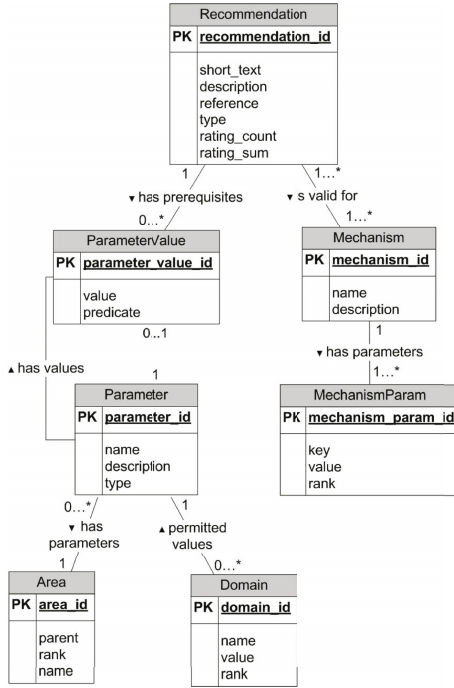 Recommendation
PK recommendation_id
short_text
description
reference
type
rating_count
rating_sum
1
1...*
▼ has prerequisites
▼ s valid for
0...*
1...*
ParameterValue
PK parameter_value_id
value
predicate
Mechanism
PK mechanism_id
name
description
0...1
1
▼ has parameters
▲ has values
1
1...*
Parameter
PK parameter_id
name
description
type
MechanismParam
PK mechanism_param_id
key
value
rank
0...*
1
▼ has
parameters
▲ permitted
values
1
0...*
Area
PK area_id
parent
rank
name
Domain
PK domain_id
name
value
rank